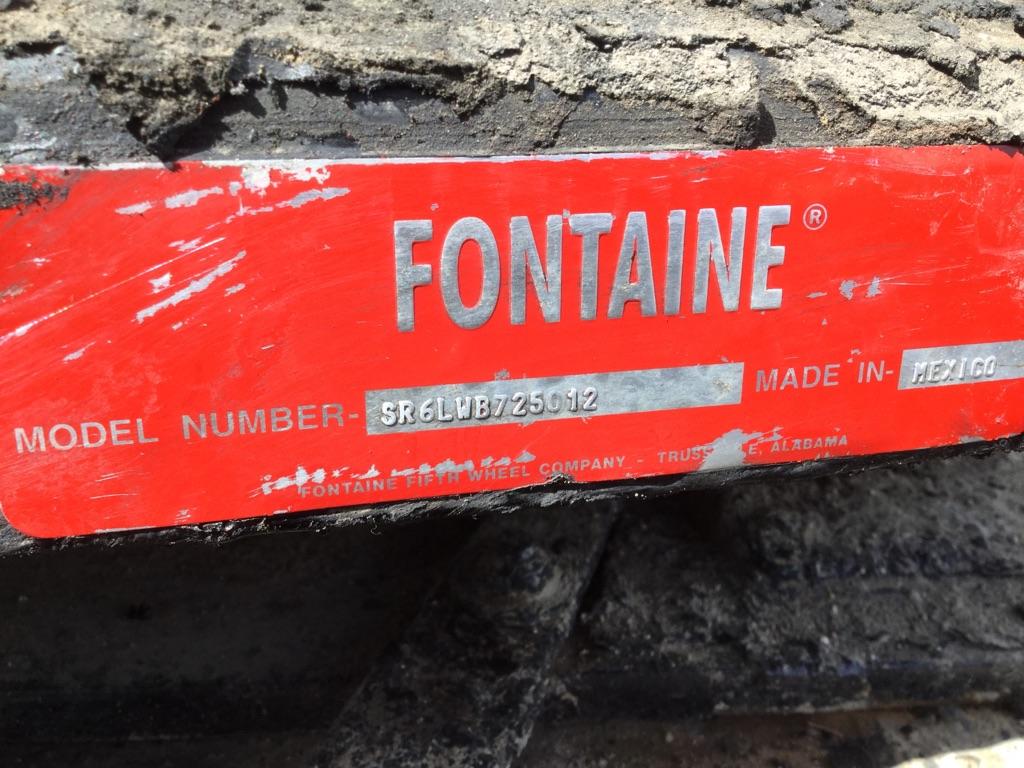 FONTAINE®
MODEL NUMBER- SR6LWB725012 MADE IN- MEXICO
FONTAINE FIFTH WHEEL COMPANY - ALABAMA